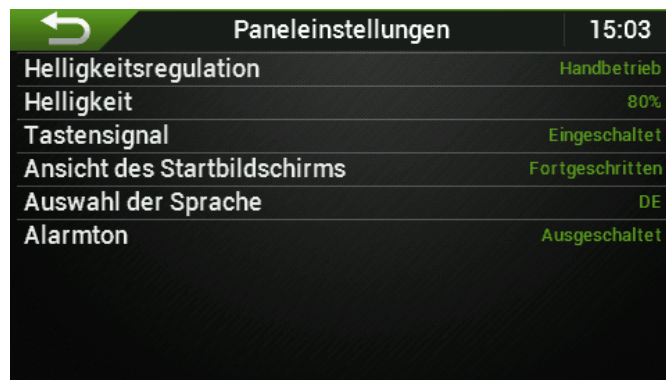 Paneleinstellungen 15:03
Helligkeitsregulation Handbetrieb
Helligkeit 80%
Tastensignal Eingeschaltet
Ansicht des Startbildschirms Fortgeschritten
Auswahl der Sprache DE
Alarmton Ausgeschaltet